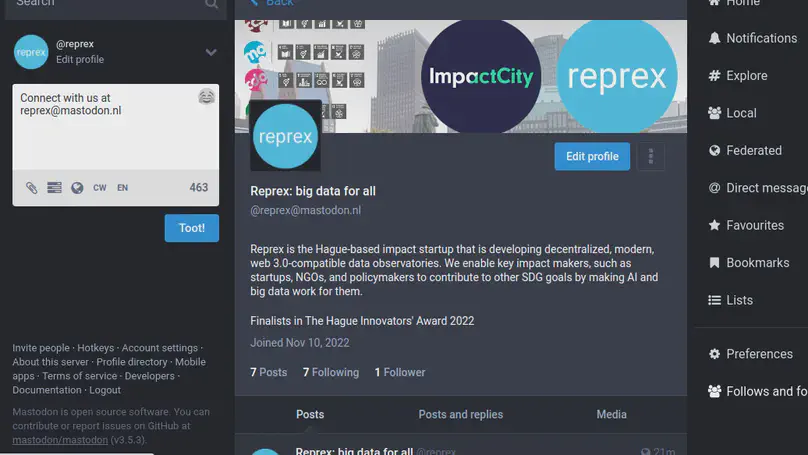 Search
@reprex
Edit profile
Connect with us at
reprex@mastodon.nl
CW
EN
463
Toot!
Invite people · Hotkeys · Account settings ·
About this server · Profile directory · Mobile
apps · Terms of service · Developers ·
Documentation · Logout
Mastodon is open source software. You can
contribute or report issues on GitHub at
mastodon/mastodon (v3.5.3).
Back
ImpactCity
reprex
reprex
reprex
Edit profile
Reprex: big data for all
@reprex@mastodon.nl
Reprex is the Hague-based impact startup that is developing decentralized, modern,
web 3.0-compatible data observatories. We enable key impact makers, such as
startups, NGOs, and policymakers to contribute to other SDG goals by making AI and
big data work for them.
Finalists in The Hague Innovators' Award 2022
Joined Nov 10, 2022
7 Posts 7 Following 1 Follower
Posts Posts and replies Media
Reprex: big data for all @reprex 21m
Home
Notifications
# Explore
Local
Federated
@ Direct message
Favourites
Bookmarks
Lists
Preferences
Follows and fo